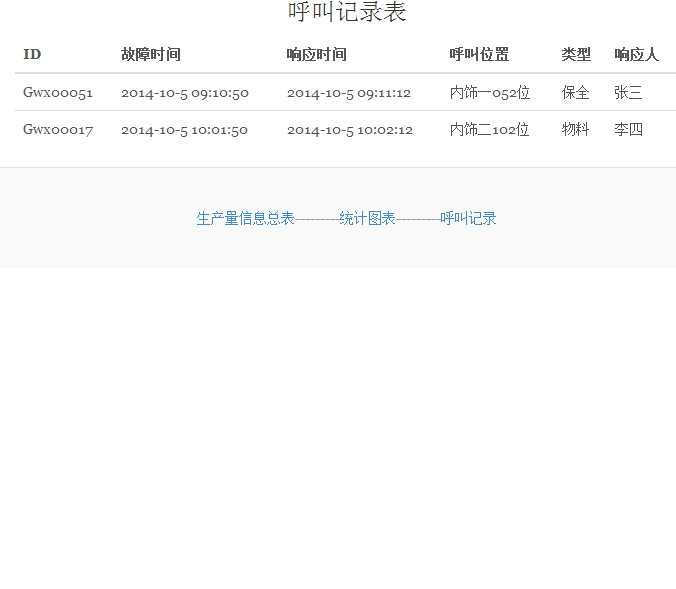 呼叫记录表
ID 故障时间 响应时间 呼叫位置 类型 响应人
Gwx00051 2014-10-5 09:10:50 2014-10-5 09:11:12 内饰一052位 保全 张三
Gwx00017 2014-10-5 10:01:50 2014-10-5 10:02:12 内饰二102位 物料 李四
生产量信息总表---------统计图表---------呼叫记录